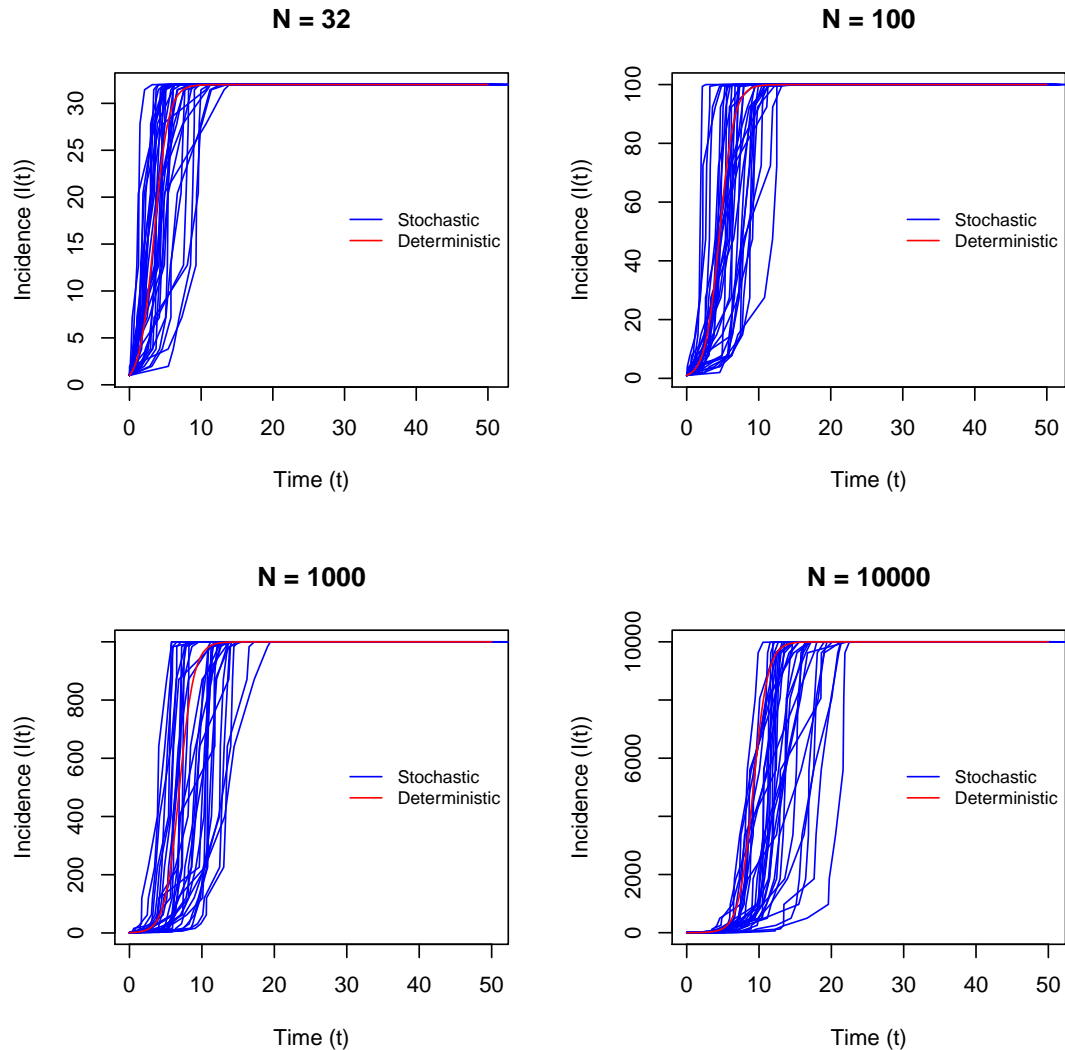 N = 32
Incidence (I(t))
0
5
10
15
20
25
30
Stochastic
Deterministic
0 10 20 30 40 50
Time (t)
N = 100
Incidence (I(t))
0
20
40
60
80
100
Stochastic
Deterministic
0 10 20 30 40 50
Time (t)
N = 1000
Incidence (I(t))
0
200
400
600
800
Stochastic
Deterministic
0 10 20 30 40 50
Time (t)
N = 10000
Incidence (I(t))
0
2000
6000
10000
Stochastic
Deterministic
0 10 20 30 40 50
Time (t)